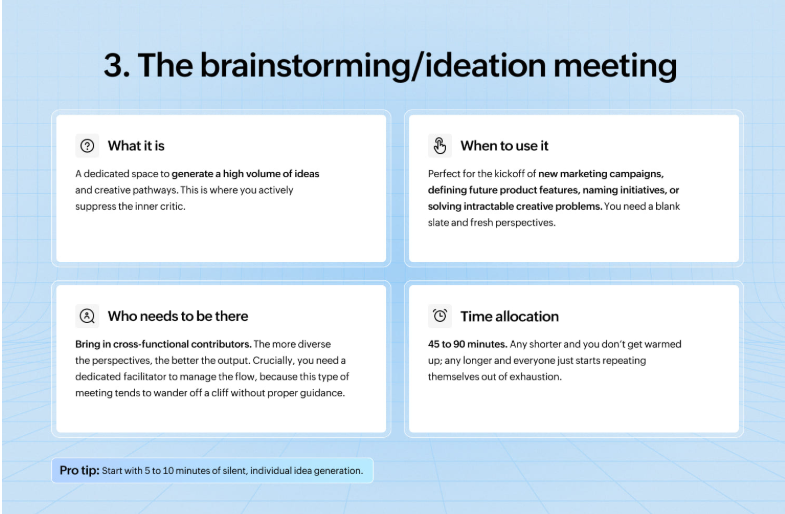 3. The brainstorming/ideation meeting
What it is
A dedicated space to generate a high volume of ideas
and creative pathways. This is where you actively
suppress the inner critic.
When to use it
Perfect for the kickoff of new marketing campaigns,
defining future product features, naming initiatives, or
solving intractable creative problems. You need a blank
slate and fresh perspectives.
Who needs to be there
Bring in cross-functional contributors. The more diverse
the perspectives, the better the output. Crucially, you need a
dedicated facilitator to manage the flow, because this type of
meeting tends to wander off a cliff without proper guidance.
Time allocation
45 to 90 minutes. Any shorter and you don’t get warmed
up; any longer and everyone just starts repeating
themselves out of exhaustion.
Pro tip: Start with 5 to 10 minutes of silent, individual idea generation.